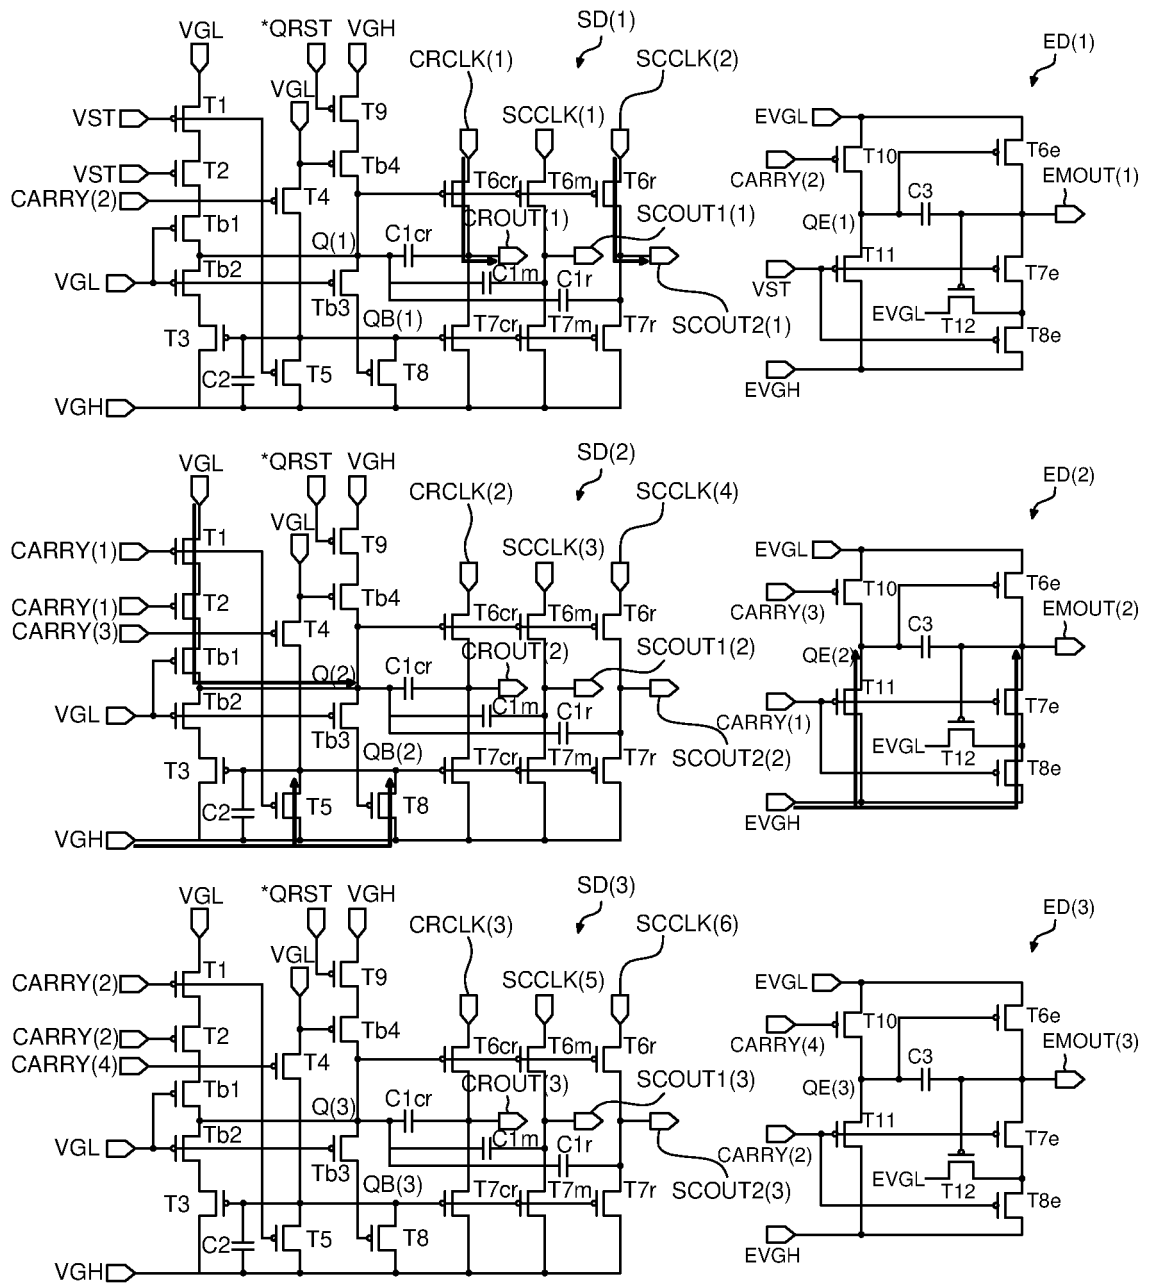 VGL *QRST VGH SD(1)
CRCLK(1) SCCLK(2) ED(1)
VGL
VST T1 T9 SCCLK(1) EVGL
VST T2 Tb4 T6cr T6m T6r T10 T6e
CARRY(2) T4 CROUT(1) SCOUT1(1) CARRY(2) C3 EMOUT(1)
Tb1 Q(1) C1cr QE(1)
VGL Tb2 Tb3 C1m C1r VST T11 T7e
QB(1) SCOUT2(1) EVGL T12
T3 T7cr T7m T7r T8e
C2 T5 T8 EVGH
VGH
VGL *QRST VGH SD(2)
CRCLK(2) SCCLK(4) ED(2)
VGL
CARRY(1) T1 T9 SCCLK(3) EVGL
CARRY(1) T2 Tb4 T6cr T6m T6r T10 T6e
CARRY(3) T4 CROUT(2) SCOUT1(2) CARRY(3) C3 EMOUT(2)
Tb1 Q(2) C1cr QE(2)
VGL Tb2 Tb3 C1m C1r CARRY(1) T11 T7e
QB(2) SCOUT2(2) EVGL T12
T3 T7cr T7m T7r T8e
C2 T5 T8 EVGH
VGH
VGL *QRST VGH SD(3)
CRCLK(3) SCCLK(6) ED(3)
VGL
CARRY(2) T1 T9 SCCLK(5) EVGL
CARRY(2) T2 Tb4 T6cr T6m T6r T10 T6e
CARRY(4) T4 CROUT(3) SCOUT1(3) CARRY(4) C3 EMOUT(3)
Tb1 Q(3) C1cr QE(3)
VGL Tb2 Tb3 C1m C1r CARRY(2) T11 T7e
QB(3) SCOUT2(3) EVGL T12
T3 T7cr T7m T7r T8e
C2 T5 T8 EVGH
VGH